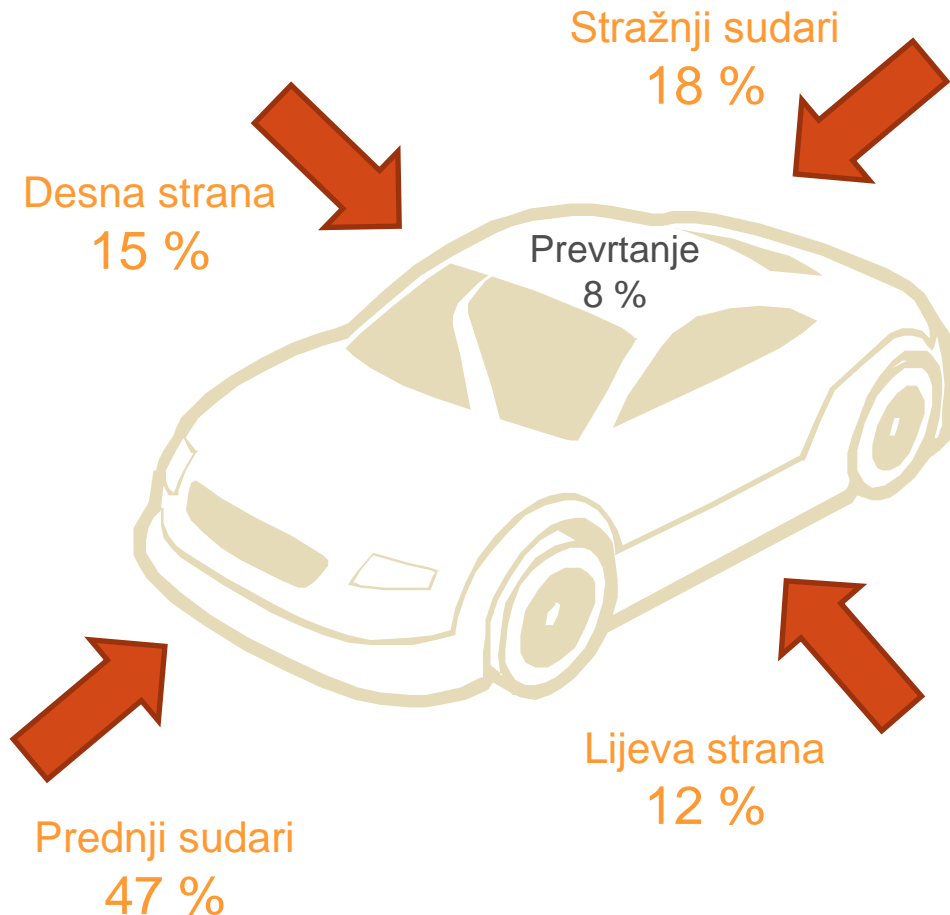 Stražnji sudari
18 %
Desna strana
15 %
Prevrtanje
8 %
Lijeva strana
12 %
Prednji sudari
47 %